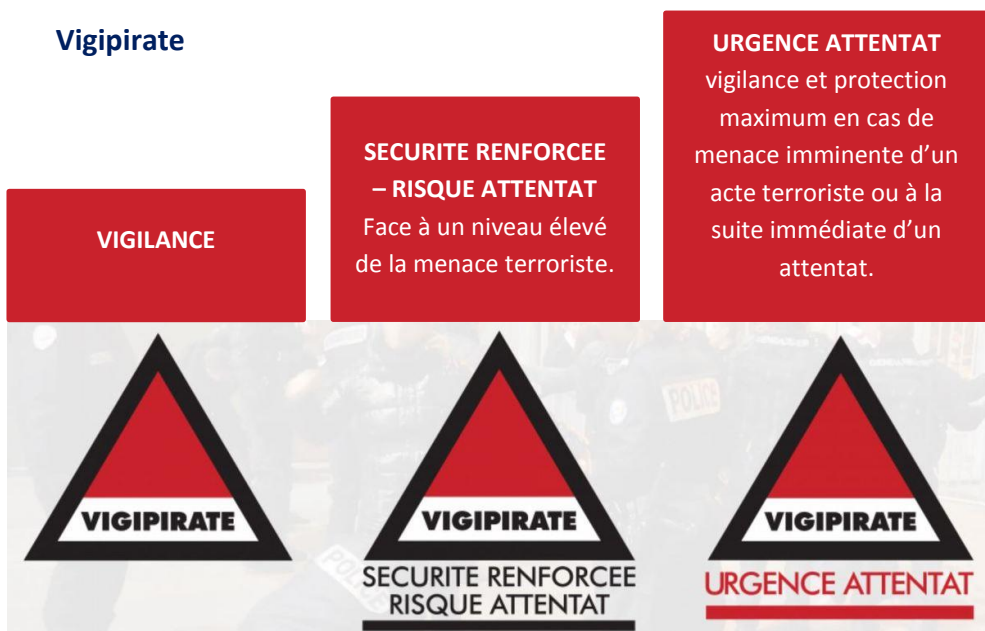 Vigipirate
VIGILANCE
SECURITE RENFORCEE
– RISQUE ATTENTAT
Face à un niveau élevé
de la menace terroriste.
URGENCE ATTENTAT
vigilance et protection
maximum en cas de
menace imminente d’un
acte terroriste ou à la
suite immédiate d’un
attentat.
VIGIPIRATE
VIGIPIRATE
SECURITE RENFORCEE
RISQUE ATTENTAT
VIGIPIRATE
URGENCE ATTENTAT
POLICE